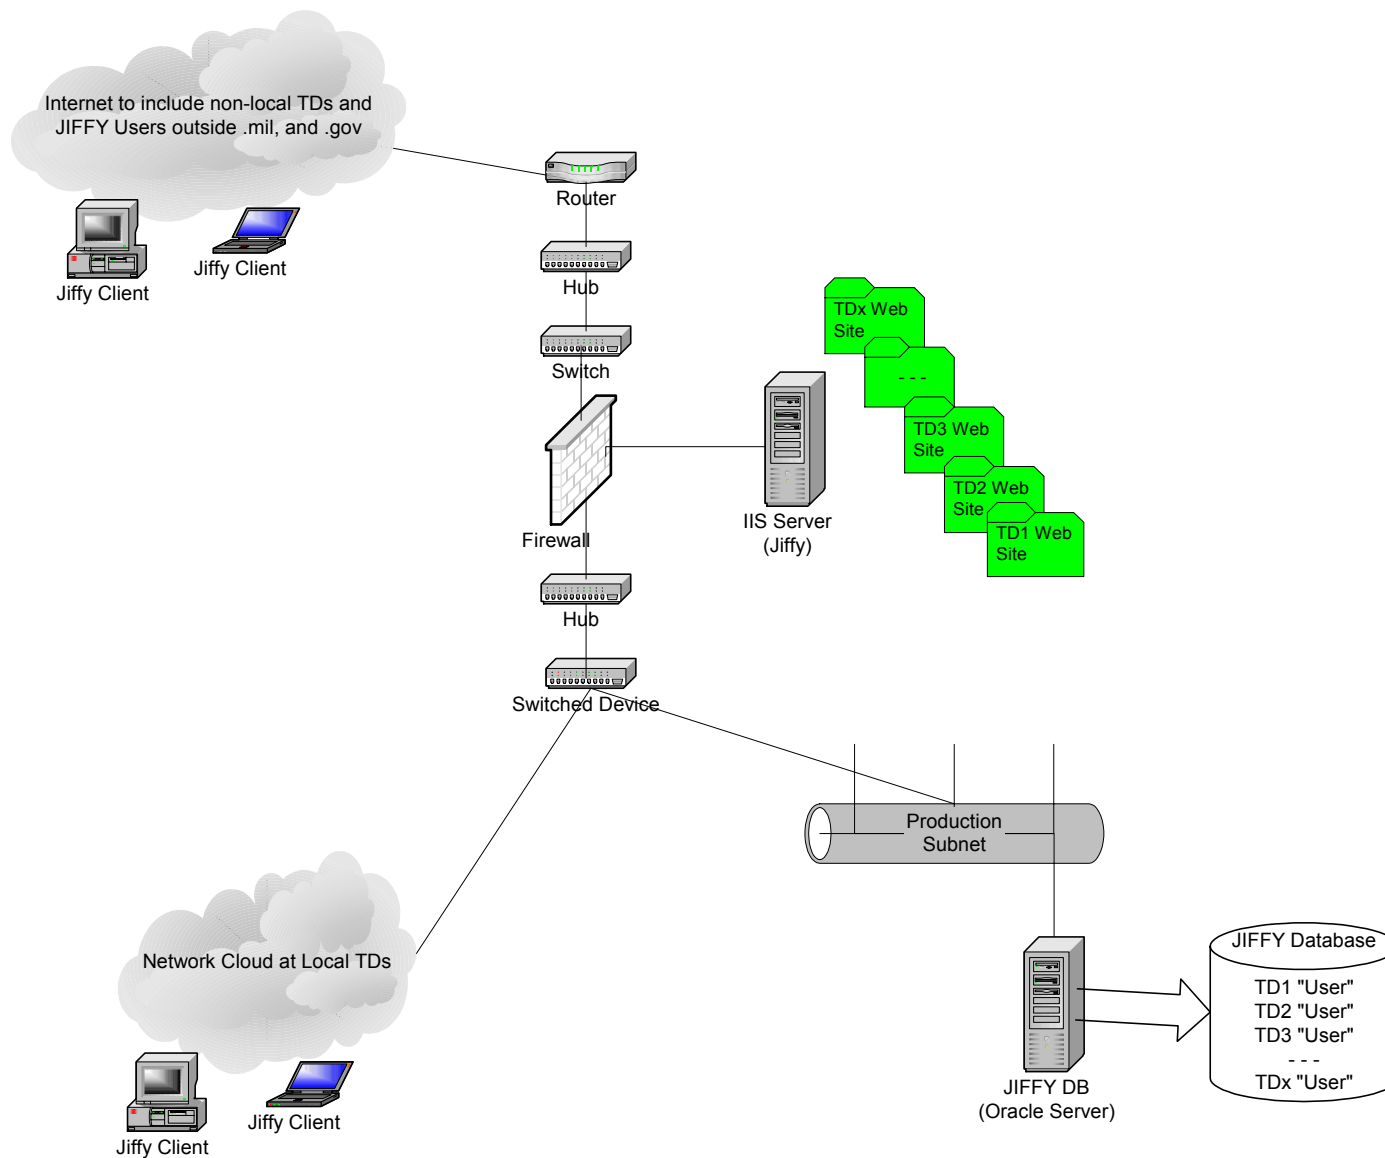 Internet to include non-local TDs and
JIFFY Users outside .mil, and .gov
Router
Jiffy Client
Jiffy Client
Hub
Switch
TDx Web
Site
- - -
TD3 Web
Site
TD2 Web
Site
TD1 Web
Site
IIS Server
(Jiffy)
Firewall
Hub
Switched Device
Production
Subnet
Network Cloud at Local TDs
JIFFY Database
TD1 "User"
TD2 "User"
TD3 "User"
- - -
TDx "User"
JIFFY DB
(Oracle Server)
Jiffy Client
Jiffy Client